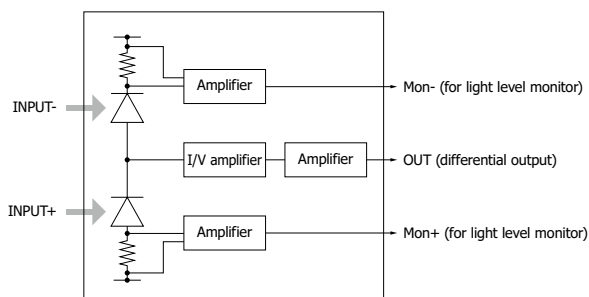 Amplifier
Mon- (for light level monitor)
INPUT-
I/V amplifier
Amplifier
OUT (differential output)
INPUT+
Amplifier
Mon+ (for light level monitor)